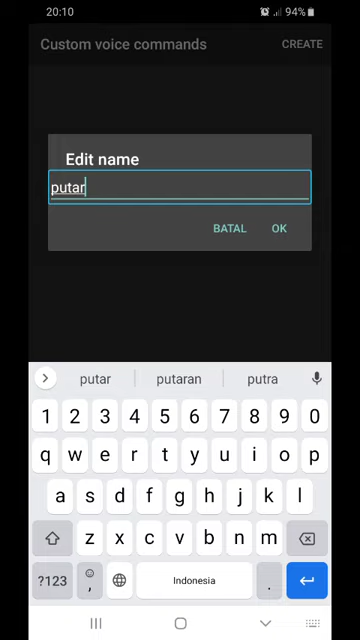 20:10 94%
Custom voice commands CREATE
Edit name
putar
BATAL OK
putar putaran putra
1 2 3 4 5 6 7 8 9 0
q w e r t y u i o p
a s d f g h j k l
z x c v b n m
?123 , Indonesia .